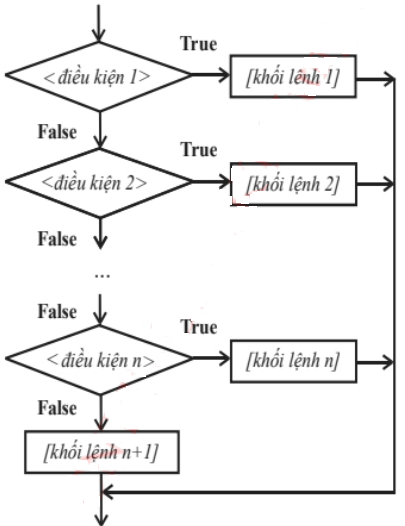 True
<điều kiện 1>
[khối lệnh 1]
False
True
<điều kiện 2>
[khối lệnh 2]
False
...
False
True
<điều kiện n>
[khối lệnh n]
False
[khối lệnh n+1]